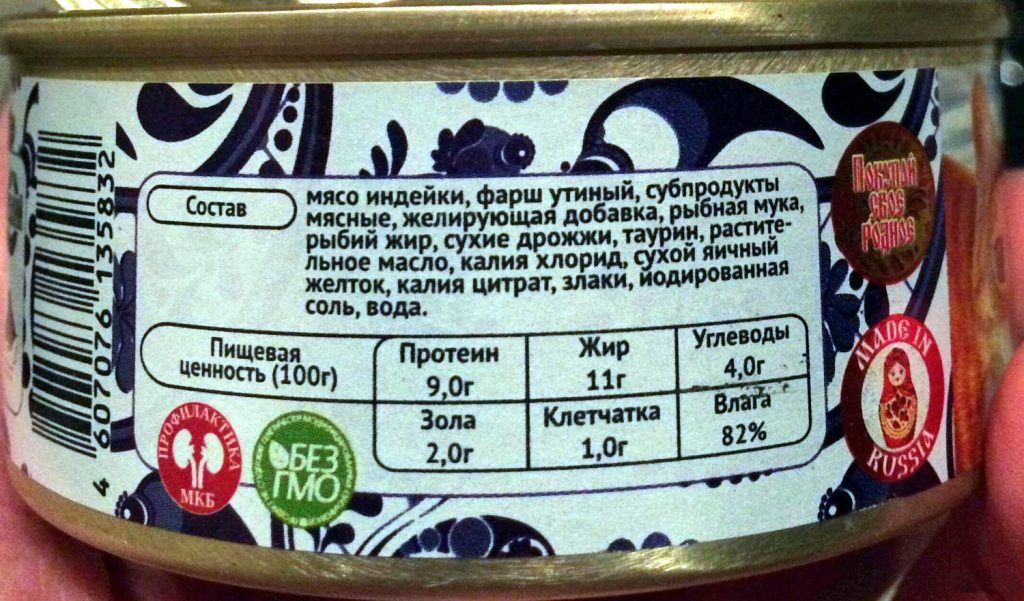 Состав
мясо индейки, фарш утиный, субпродукты
мясные, желирующая добавка, рыбная мука,
рыбий жир, сухие дрожжи, таурин, растите-
льное масло, калия хлорид, сухой яичный
желток, калия цитрат, злаки, йодированная
соль, вода.
Пищевая
ценность (100г)
Протеин
9,0г
Жир
11г
Углеводы
4,0г
Зола
2,0г
Клетчатка
1,0г
Влага
82%
ПРОФИЛАКТИКА
МКБ
БЕЗ
ГМО
4 607076 135832
Покупай
свое
родное
MADE IN
RUSSIA